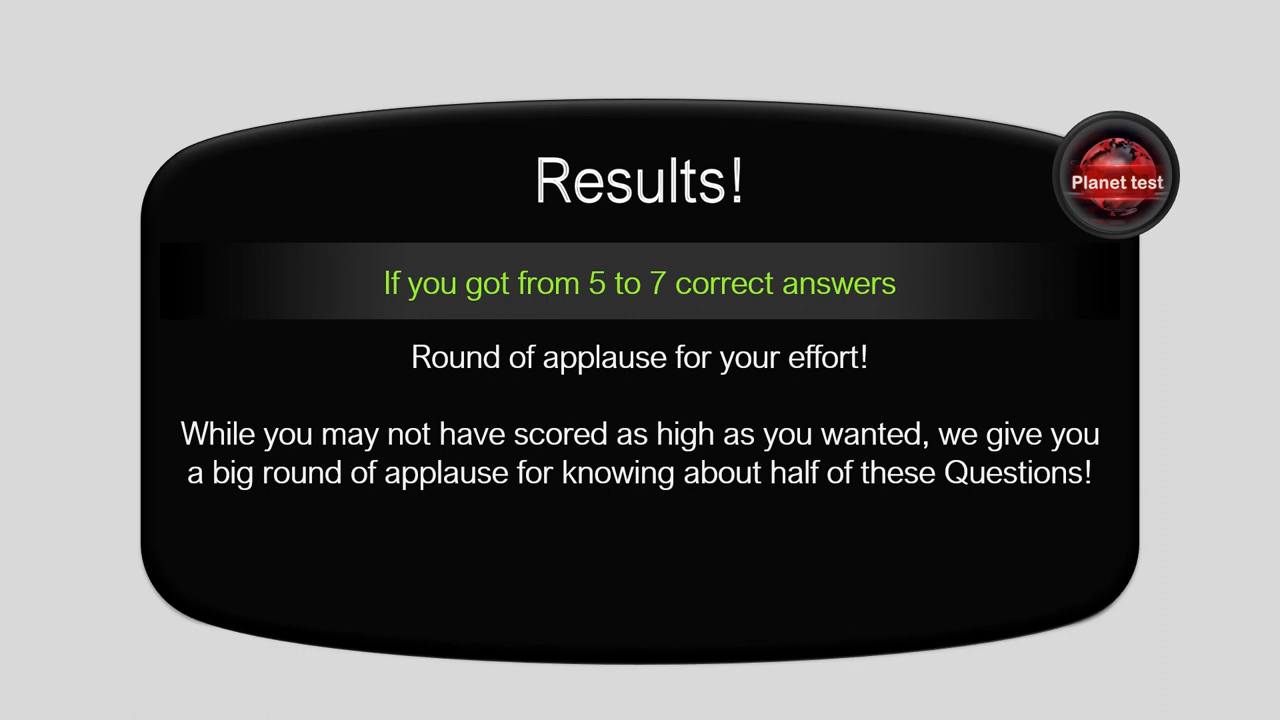 Results!
Planet test
If you got from 5 to 7 correct answers
Round of applause for your effort!
While you may not have scored as high as you wanted, we give you
a big round of applause for knowing about half of these Questions!